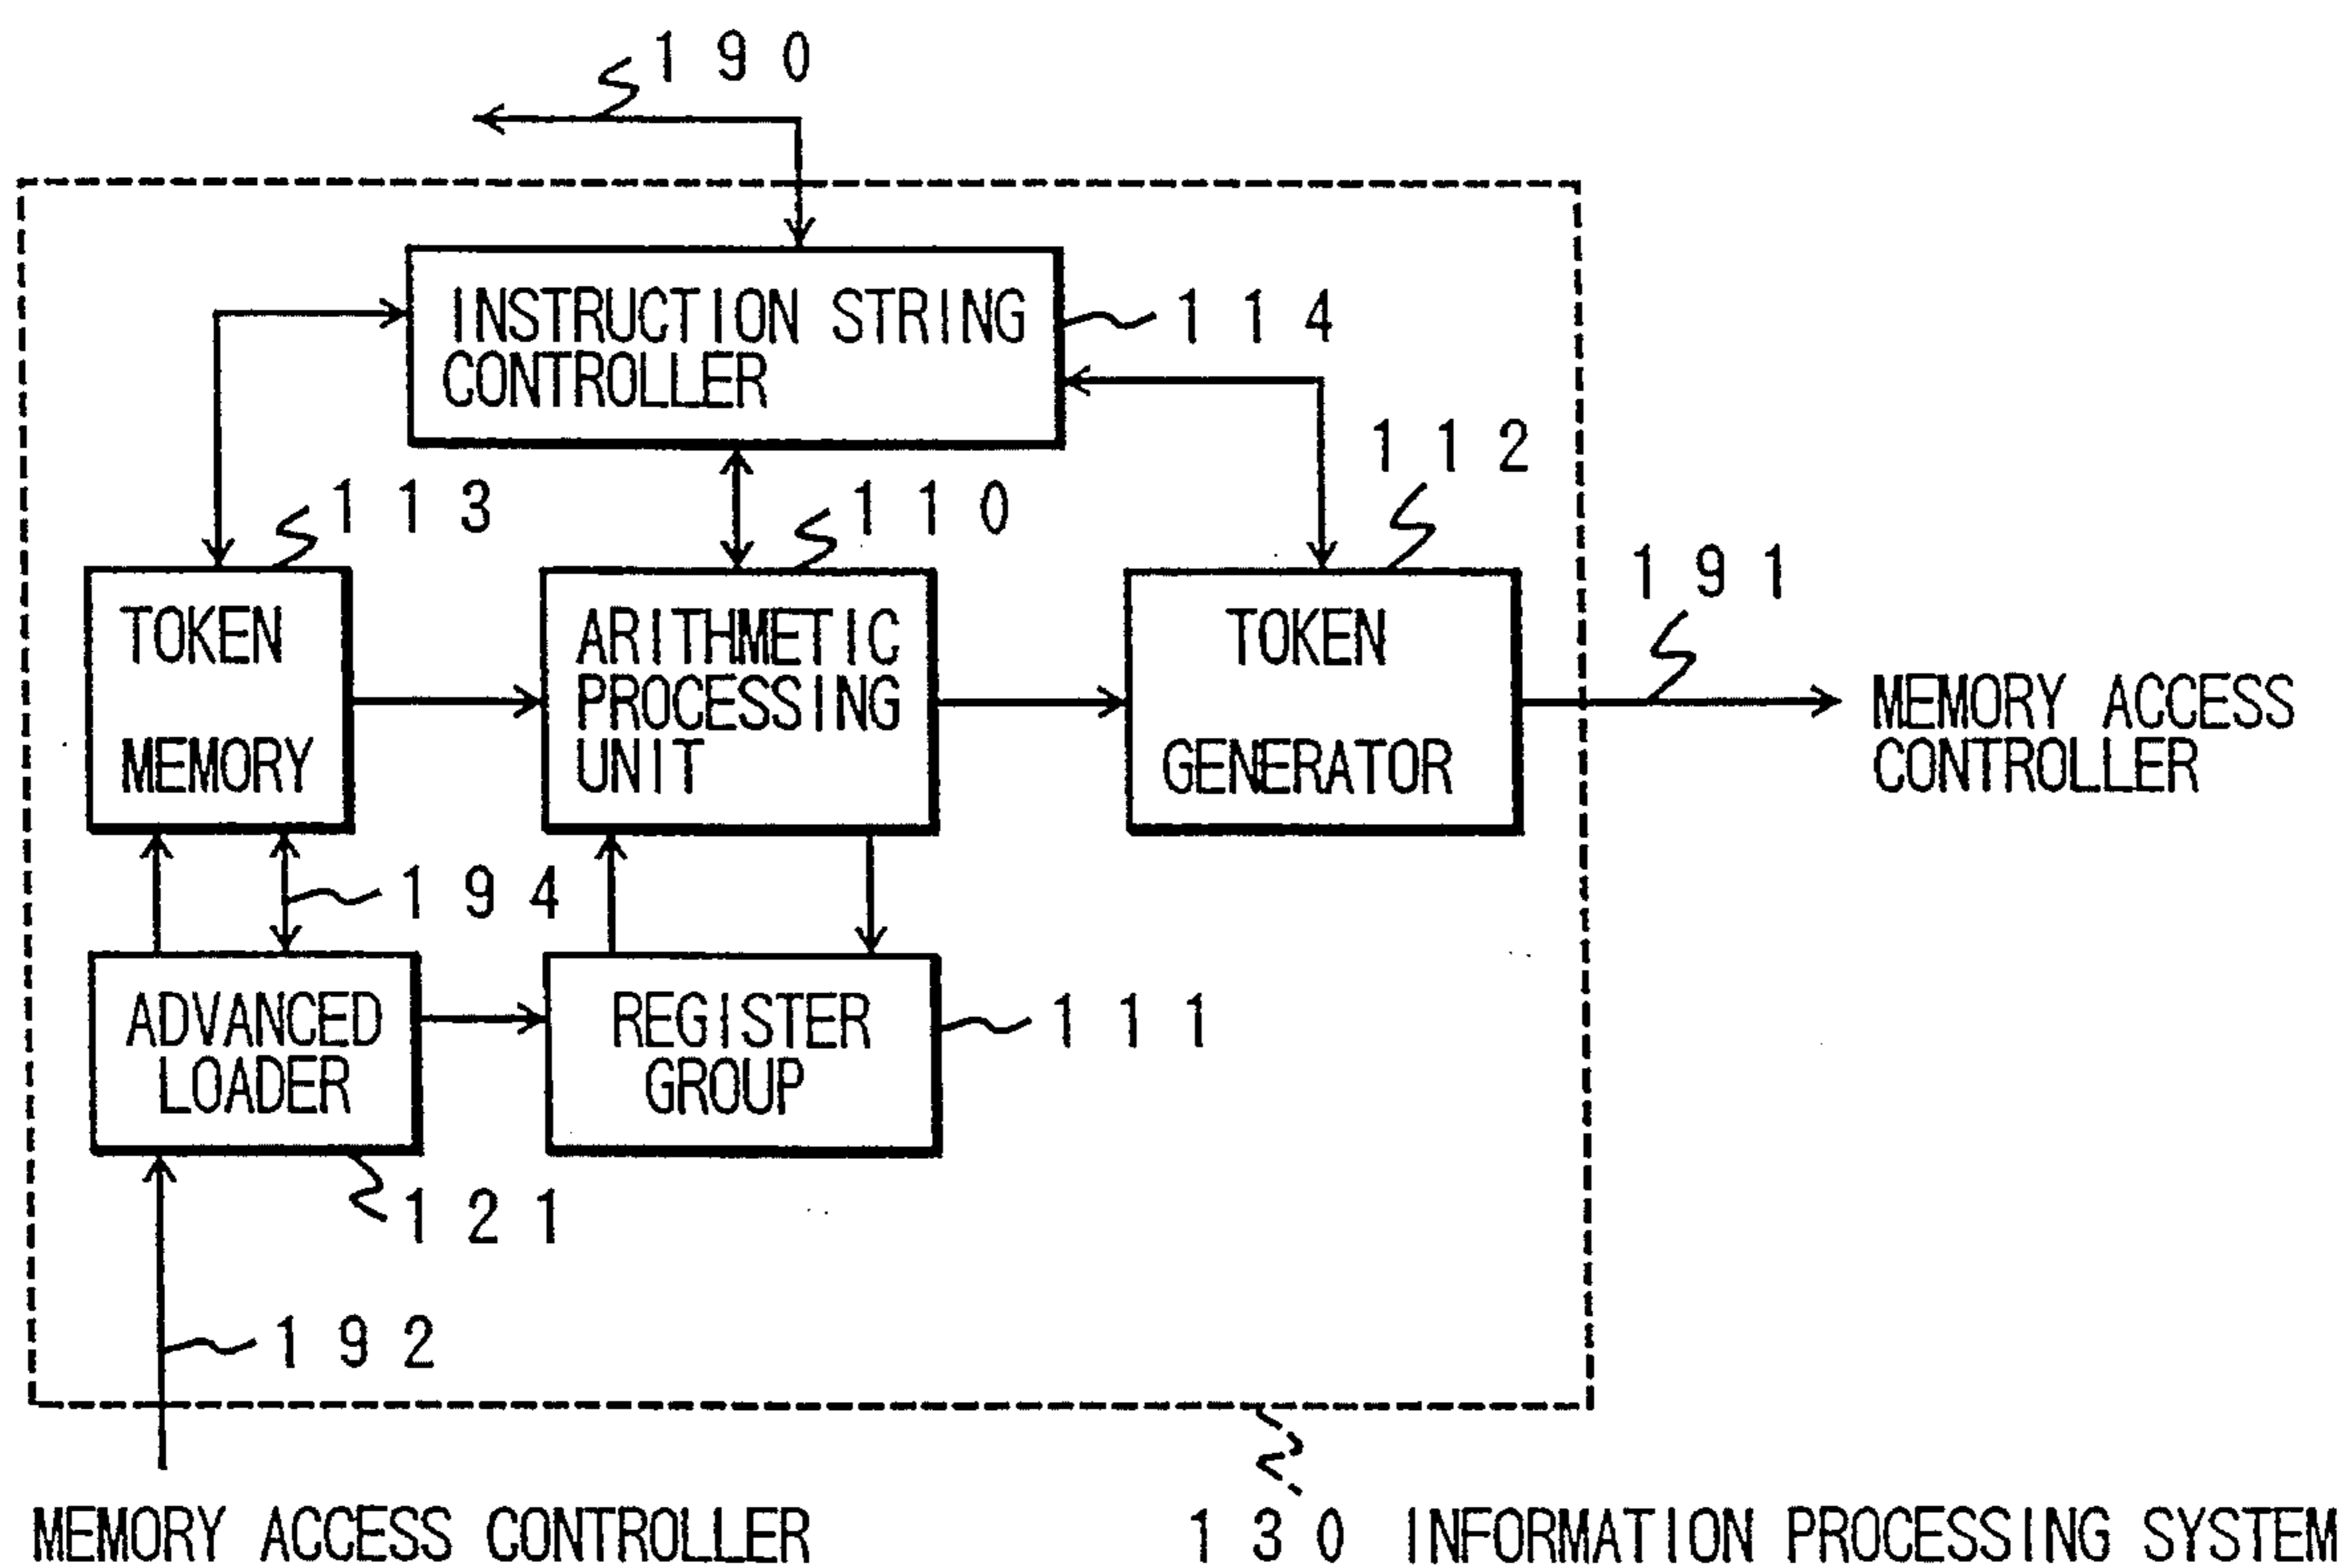 190
INSTRUCTION STRING
CONTROLLER
114
112
113
110
191
TOKEN
MEMORY
ARITHMETIC
PROCESSING
UNIT
TOKEN
GENERATOR
MEMORY ACCESS
CONTROLLER
194
ADVANCED
LOADER
REGISTER
GROUP
111
121
192
MEMORY ACCESS CONTROLLER
130 INFORMATION PROCESSING SYSTEM